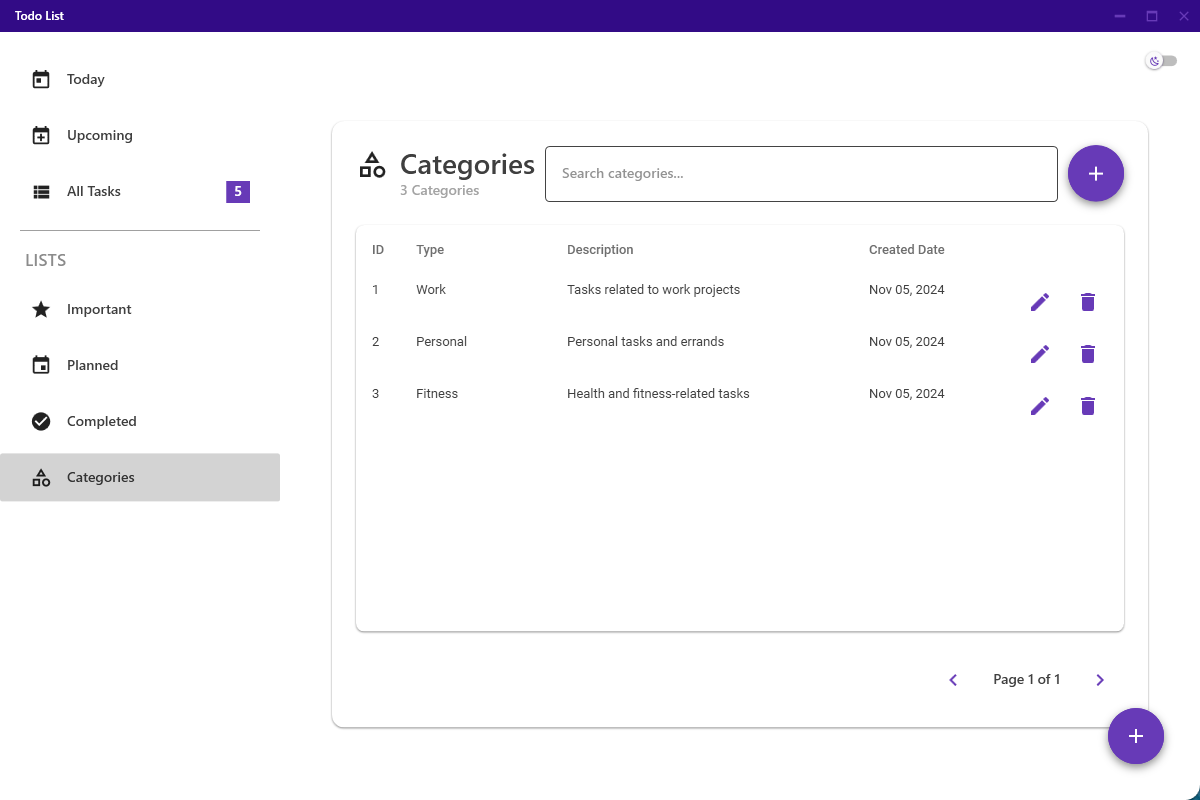 Todo List
Today
Upcoming
All Tasks 5
LISTS
Important
Planned
Completed
Categories
Categories
3 Categories
Search categories...
ID Type Description Created Date
1 Work Tasks related to work projects Nov 05, 2024
2 Personal Personal tasks and errands Nov 05, 2024
3 Fitness Health and fitness-related tasks Nov 05, 2024
Page 1 of 1